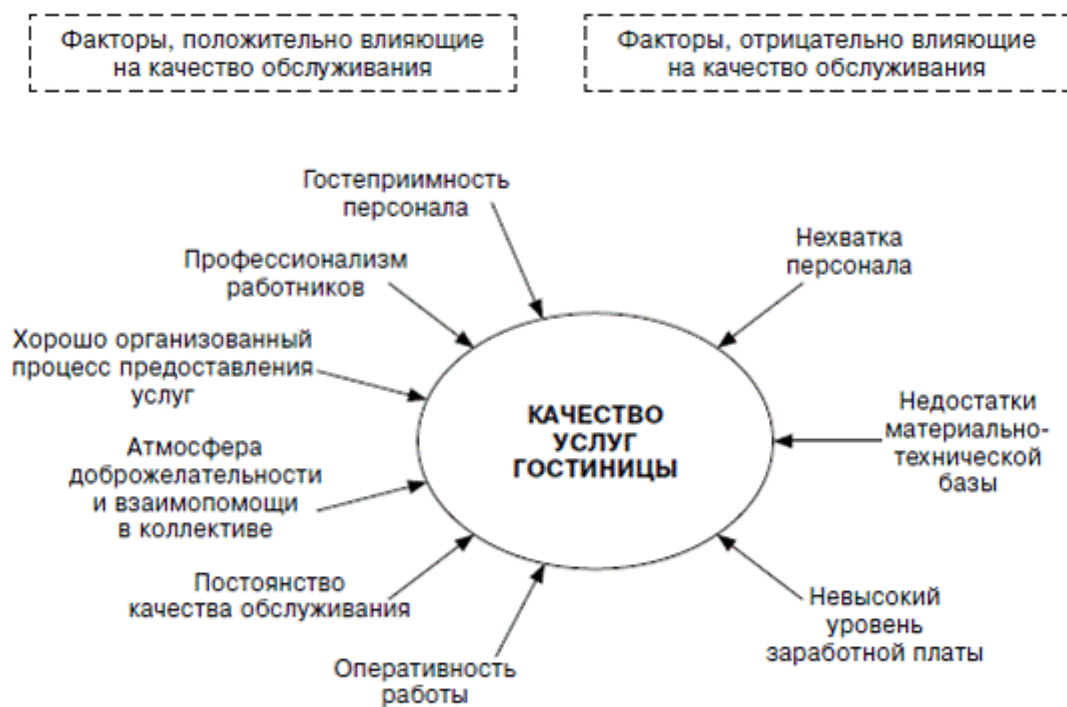 Факторы, положительно влияющие
на качество обслуживания
Факторы, отрицательно влияющие
на качество обслуживания
Гостеприимность
персонала
Нехватка
персонала
Профессионализм
работников
Хорошо организованный
процесс предоставления
услуг
КАЧЕСТВО
УСЛУГ
ГОСТИНИЦЫ
Недостатки
материально-
технической
базы
Атмосфера
доброжелательности
и взаимопомощи
в коллективе
Постоянство
качества обслуживания
Невысокий
уровень
заработной платы
Оперативность
работы